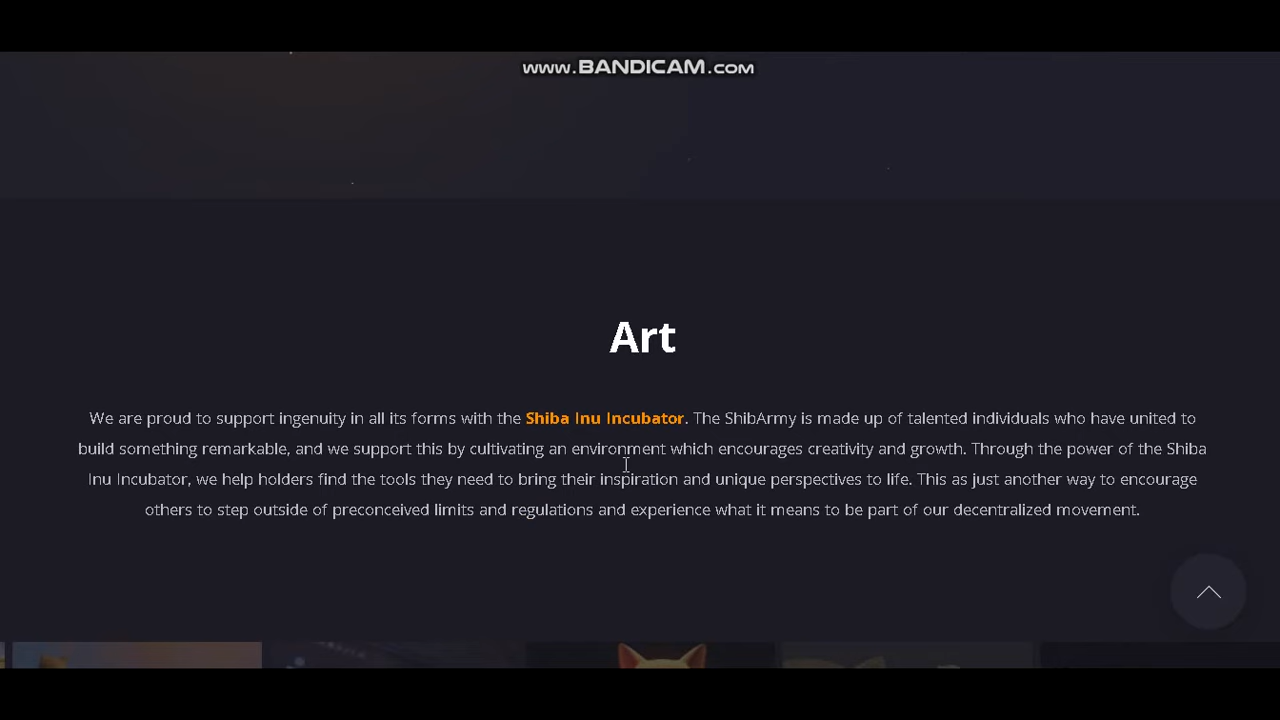 www.BANDICAM.com
Art
We are proud to support ingenuity in all its forms with the Shiba Inu Incubator. The ShibArmy is made up of talented individuals who have united to
build something remarkable, and we support this by cultivating an environment which encourages creativity and growth. Through the power of the Shiba
Inu Incubator, we help holders find the tools they need to bring their inspiration and unique perspectives to life. This as just another way to encourage
others to step outside of preconceived limits and regulations and experience what it means to be part of our decentralized movement.